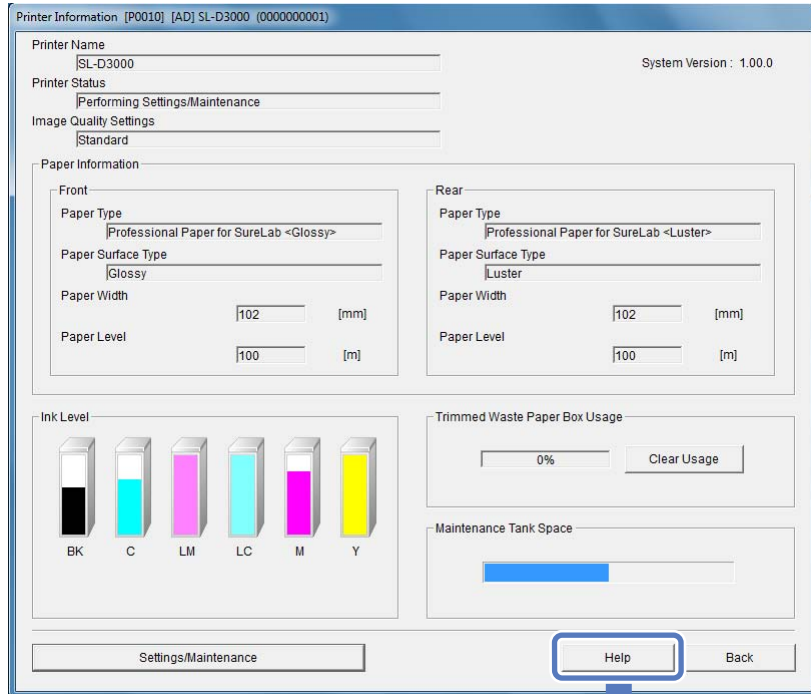 Printer Information [P0010] [AD] SL-D3000 (0000000001)
Printer Name
SL-D3000
System Version : 1.00.0
Printer Status
Performing Settings/Maintenance
Image Quality Settings
Standard
Paper Information
Front
Paper Type
Professional Paper for SureLab <Glossy>
Paper Surface Type
Glossy
Paper Width
102 [mm]
Paper Level
100 [m]
Rear
Paper Type
Professional Paper for SureLab <Luster>
Paper Surface Type
Luster
Paper Width
102 [mm]
Paper Level
100 [m]
Ink Level
BK C LM LC M Y
Trimmed Waste Paper Box Usage
0% Clear Usage
Maintenance Tank Space
Settings/Maintenance Help Back